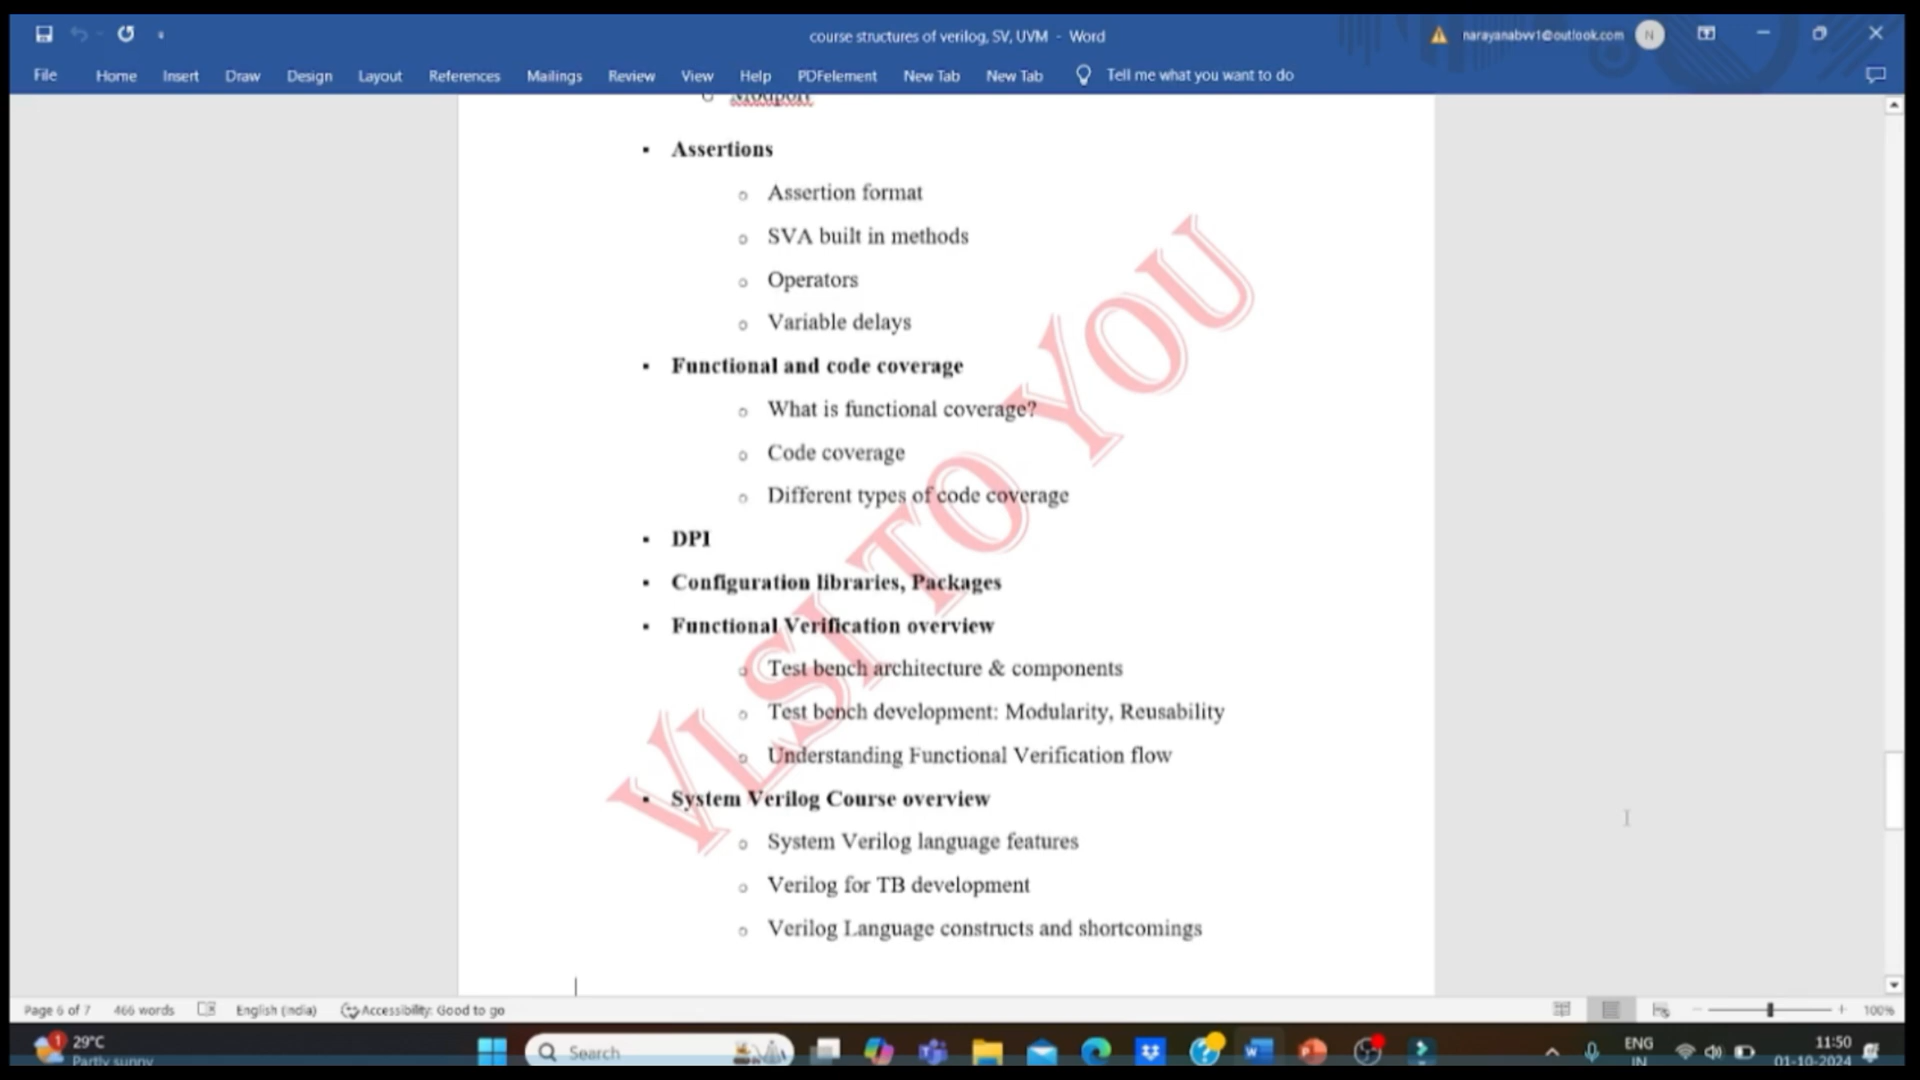 course structures of verilog, SV, UVM - Word
narayanabvv1@outlook.com
N
File Home Insert Draw Design Layout References Mailings Review View Help PDFelement New Tab New Tab Tell me what you want to do
Modport
Assertions
Assertion format
SVA built in methods
Operators
Variable delays
Functional and code coverage
What is functional coverage?
Code coverage
Different types of code coverage
DPI
Configuration libraries, Packages
Functional Verification overview
Test bench architecture & components
Test bench development: Modularity, Reusability
Understanding Functional Verification flow
System Verilog Course overview
System Verilog language features
Verilog for TB development
Verilog Language constructs and shortcomings
VLSI TO YOU
Page 6 of 7 466 words English (India) Accessibility: Good to go 100%
1 29°C
Partly sunny
Search
ENG
IN
11:50
01-10-2024